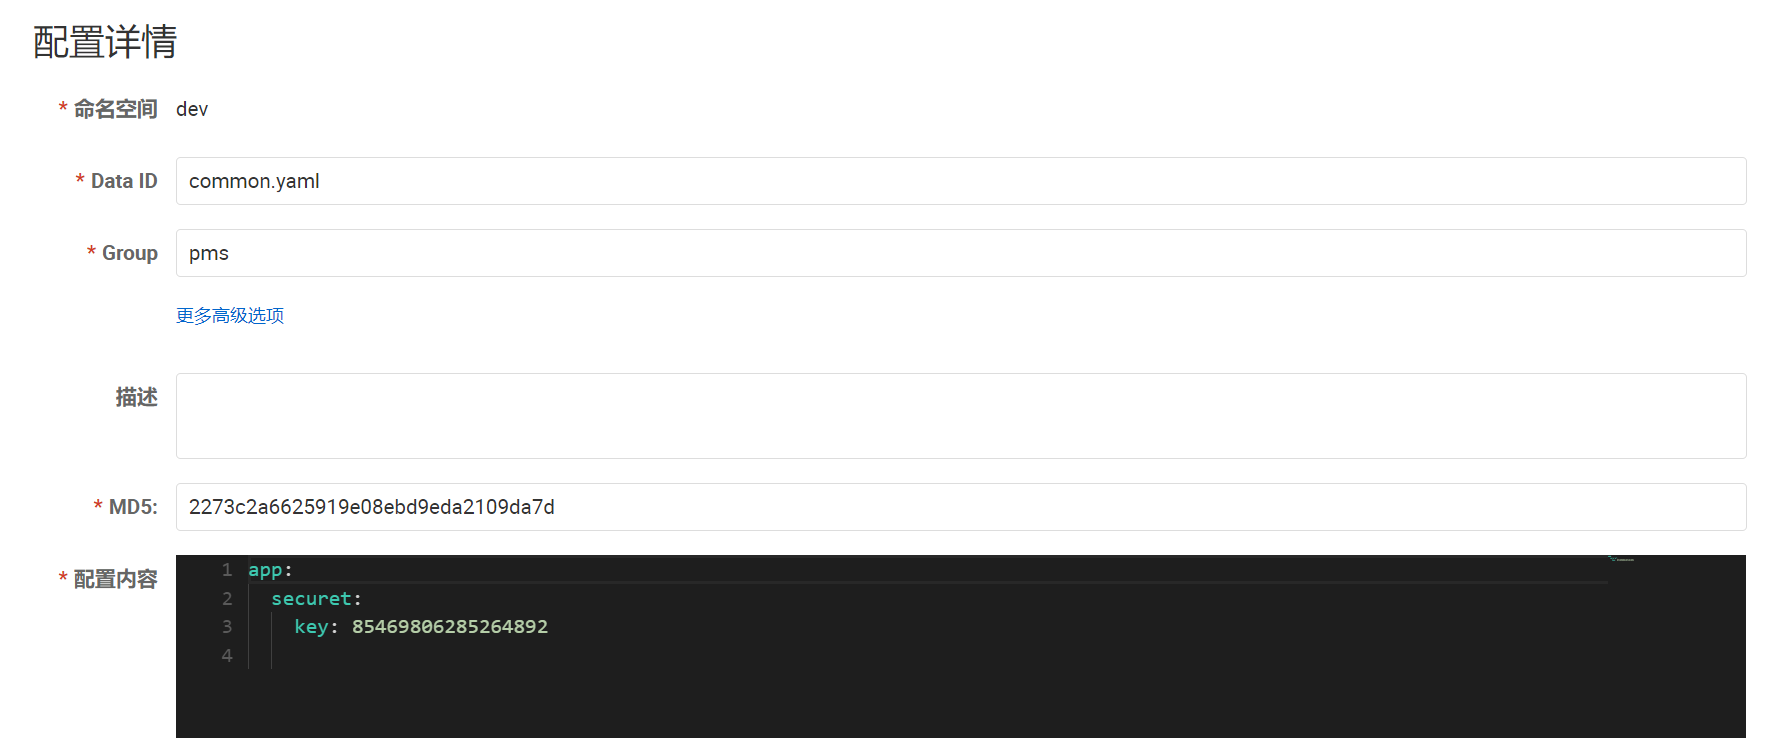 配置详情
* 命名空间 dev
* Data ID common.yaml
* Group pms
更多高级选项
描述
* MD5: 2273c2a6625919e08ebd9eda2109da7d
* 配置内容
1 app:
2 securet:
3 key: 85469806285264892
4